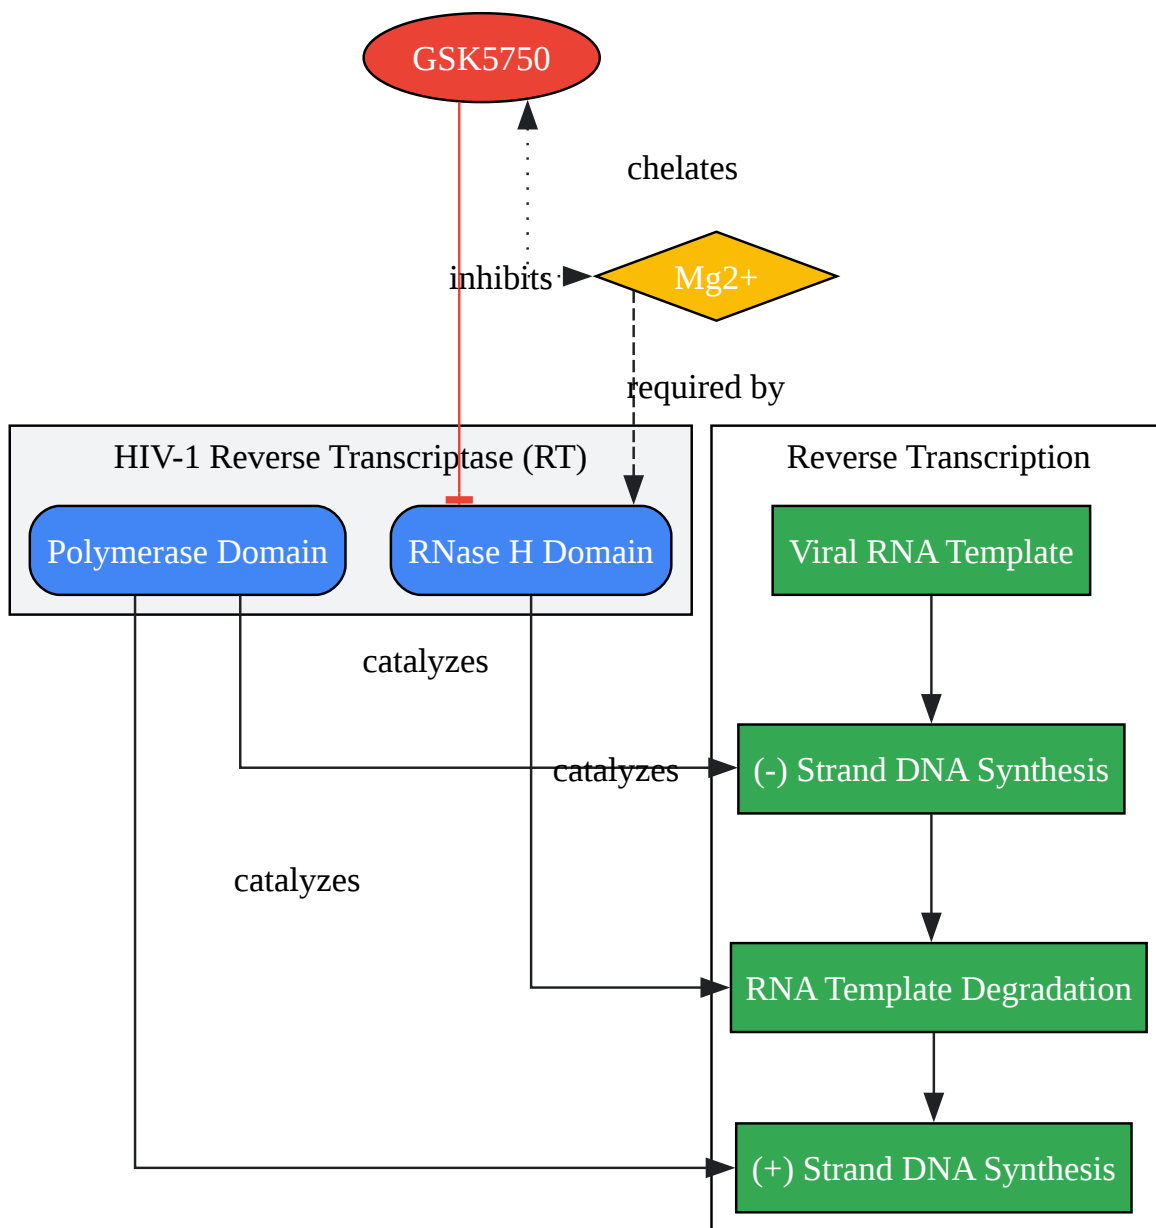 GSK5750
chelates
inhibits
Mg2+
required by
HIV-1 Reverse Transcriptase (RT)
Reverse Transcription
Polymerase Domain
RNase H Domain
Viral RNA Template
catalyzes
catalyzes
(-) Strand DNA Synthesis
catalyzes
RNA Template Degradation
(+) Strand DNA Synthesis